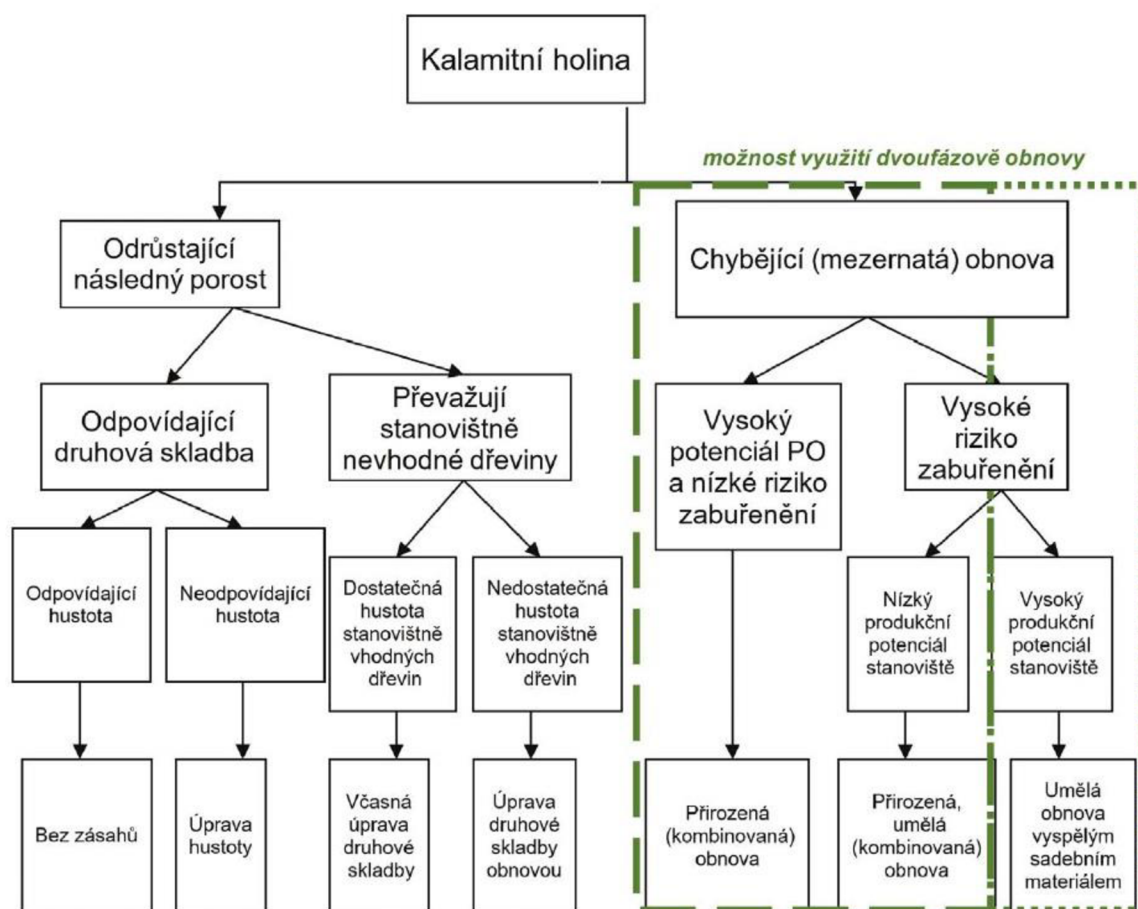 Kalamitní holina
možnost využití dvoufázově obnovy
Odrůstající
následný porost
Chybějící (mezernatá) obnova
Odpovídající
druhová skladba
Převažují
stanovištně
nevhodné dřeviny
Vysoký
potenciál PO
a nízké riziko
zabuřenění
Vysoké
riziko
zabuřenění
Odpovídající
hustota
Neodpovídající
hustota
Dostatečná
hustota
stanovištně
vhodných
dřevin
Nedostatečná
hustota
stanovištně
vhodných
dřevin
Nízký
produkční
potenciál
stanoviště
Vysoký
produkční
potenciál
stanoviště
Bez zásahů
Úprava
hustoty
Včasná
úprava
druhové
skladby
Úprava
druhové
skladby
obnovou
Přirozená
(kombinovaná)
obnova
Přirozená,
umělá
(kombinovaná)
obnova
Umělá
obnova
vyspělým
sadebním
materiálem